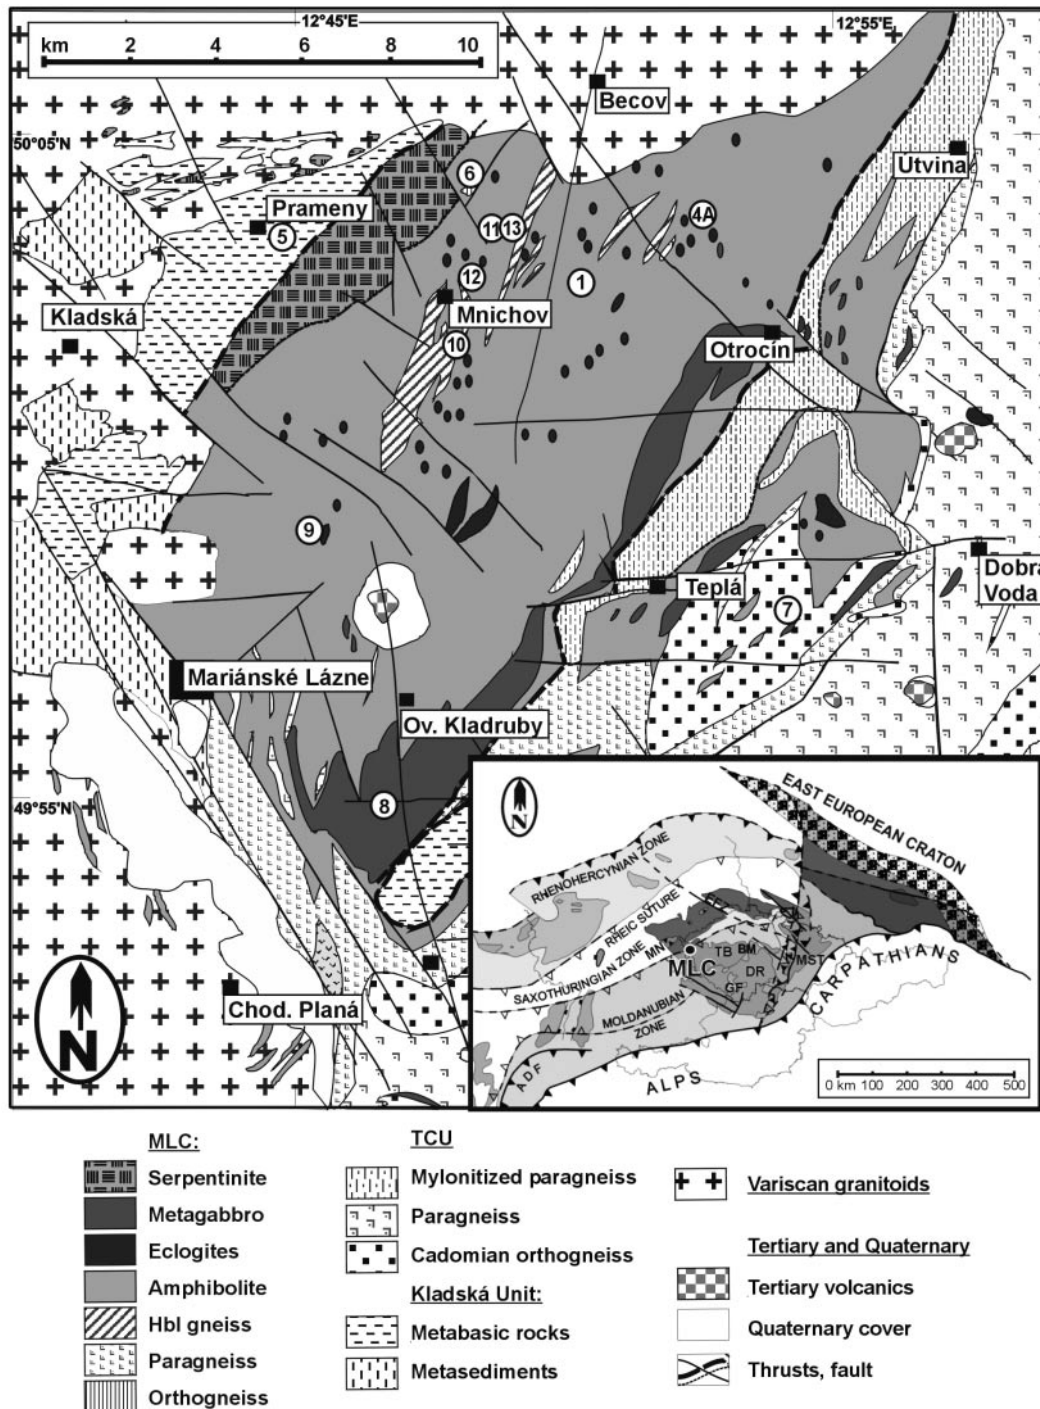 12°45'E
12°55'E
km 2 4 6 8 10
Becov
50°05'N
Utvina
6
4A
Prameny
5
11 13
12
1
Kladská
Mnichov
Otrocín
10
9
Dobra
Voda
Teplá
7
Mariánské Lázne
Ov. Kladruby
49°55'N
8
N
EAST EUROPEAN CRATON
RHENOHERCYNIAN ZONE
RHEIC SUTURE
SAXOTHURINGIAN ZONE
MN
TB BM
MLC
MST
DR
GF
MOLDANUBIAN
ZONE
CARPATHIANS
ADF
ALPS
0 km 100 200 300 400 500
Chod. Planá
N
MLC:
Serpentinite
Metagabbro
Eclogites
Amphibolite
Hbl gneiss
Paragneiss
Orthogneiss
TCU
Mylonitized paragneiss
Paragneiss
Cadomian orthogneiss
Kladská Unit:
Metabasic rocks
Metasediments
Variscan granitoids
Tertiary and Quaternary
Tertiary volcanics
Quaternary cover
Thrusts, fault